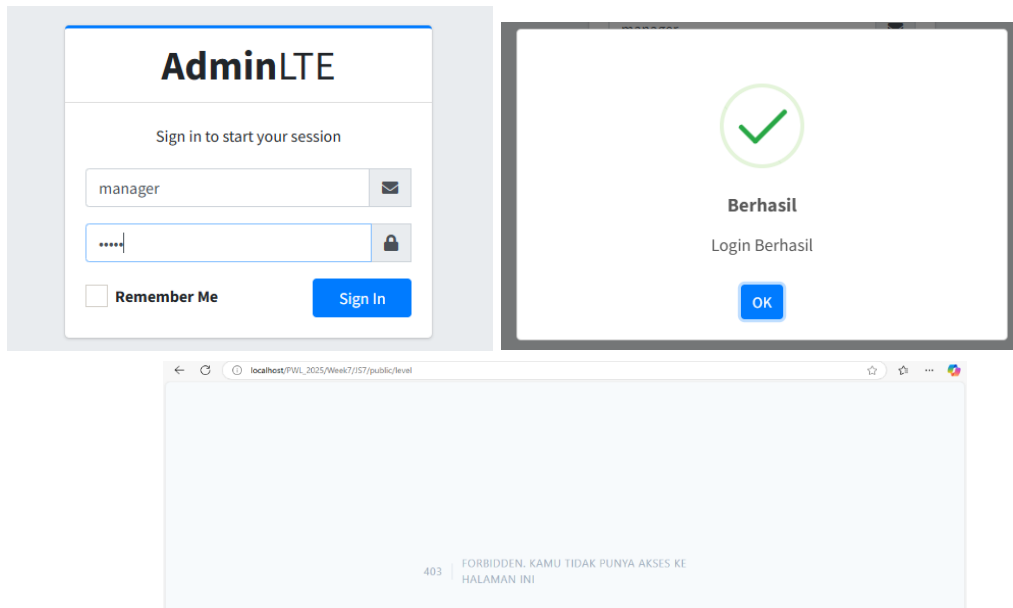 AdminLTE
Sign in to start your session
manager
•••••
Remember Me
Sign In
manager
Berhasil
Login Berhasil
OK
localhost/PWL_2025/Week7/JS7/public/level
403
FORBIDDEN. KAMU TIDAK PUNYA AKSES KE
HALAMAN INI